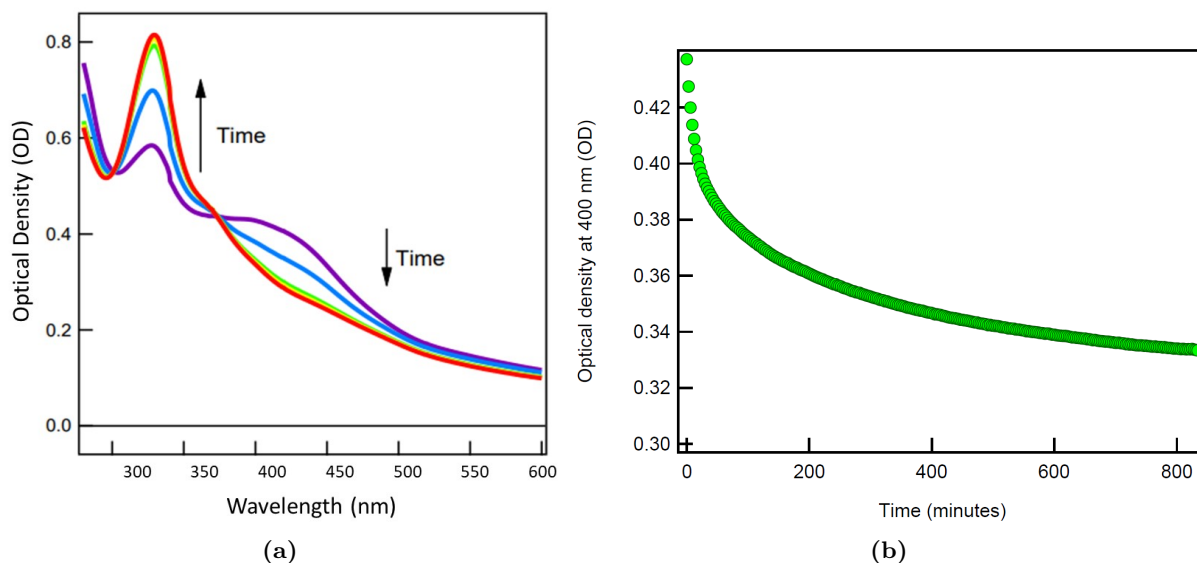 0.8
0.6
0.4
0.2
0.0
Optical Density (OD)
Time
Time
300 350 400 450 500 550 600
Wavelength (nm)
(a)
0.42
0.40
0.38
0.36
0.34
0.32
0.30
Optical density at 400 nm (OD)
0 200 400 600 800
Time (minutes)
(b)